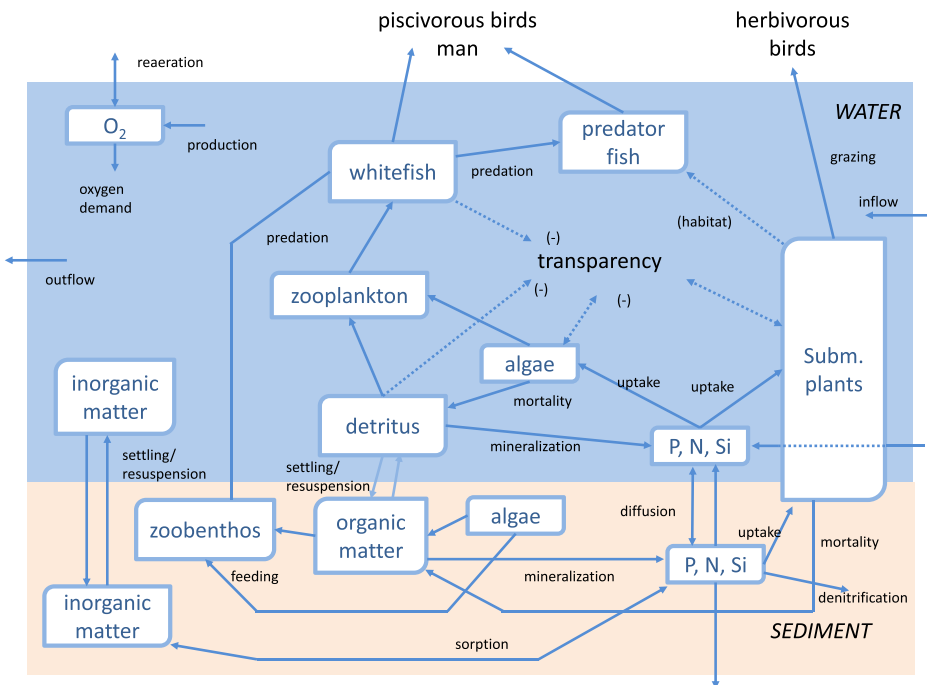 piscivorous birds
man
herbivorous
birds
reaeration
WATER
O2
production
predator
fish
grazing
whitefish
predation
oxygen
demand
inflow
(habitat)
predation
(-)
transparency
outflow
(-)
zooplankton
(-)
algae
Subm.
plants
inorganic
matter
uptake
uptake
mortality
detritus
mineralization
P, N, Si
settling/
resuspension
settling/
resuspension
zoobenthos
organic
matter
algae
diffusion
uptake
mortality
P, N, Si
feeding
mineralization
denitrification
inorganic
matter
sorption
SEDIMENT